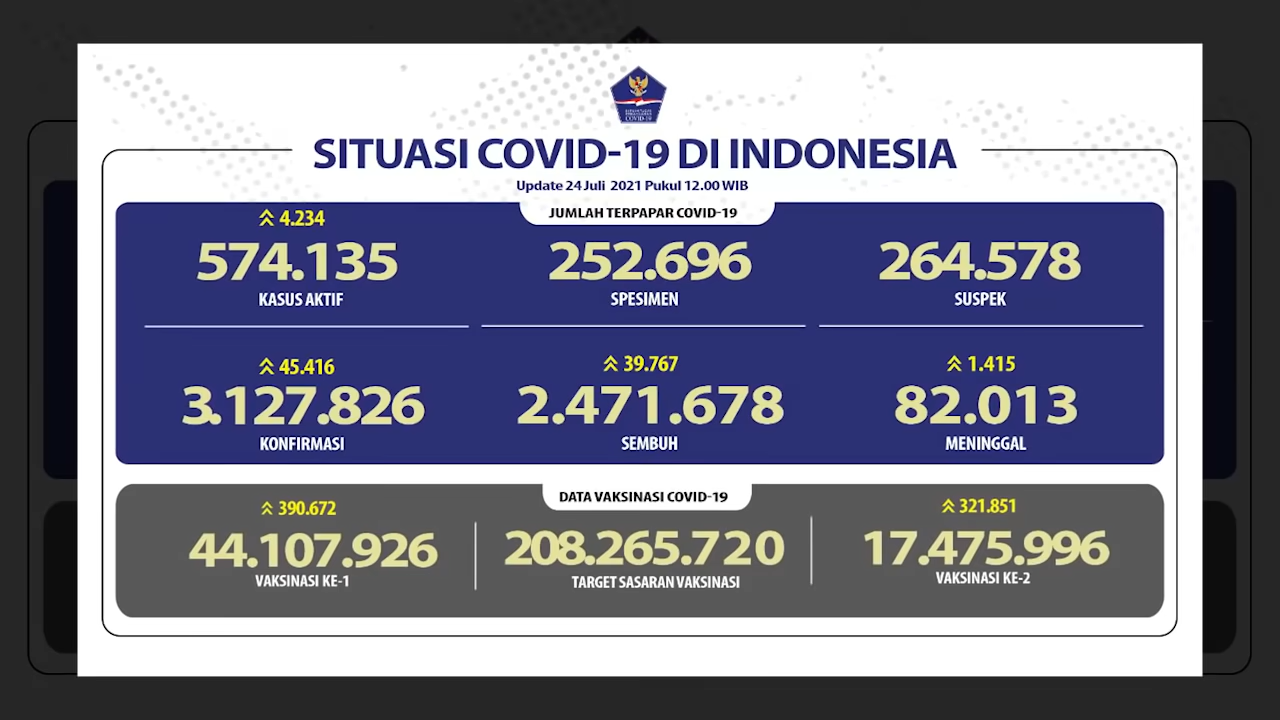 COVID-19
SITUASI COVID-19 DI INDONESIA
Update 24 Juli 2021 Pukul 12.00 WIB
JUMLAH TERPAPAR COVID-19
4.234
574.135
KASUS AKTIF
252.696
SPESIMEN
264.578
SUSPEK
45.416
3.127.826
KONFIRMASI
39.767
2.471.678
SEMBUH
1.415
82.013
MENINGGAL
DATA VAKSINASI COVID-19
390.672
44.107.926
VAKSINASI KE-1
208.265.720
TARGET SASARAN VAKSINASI
321.851
17.475.996
VAKSINASI KE-2